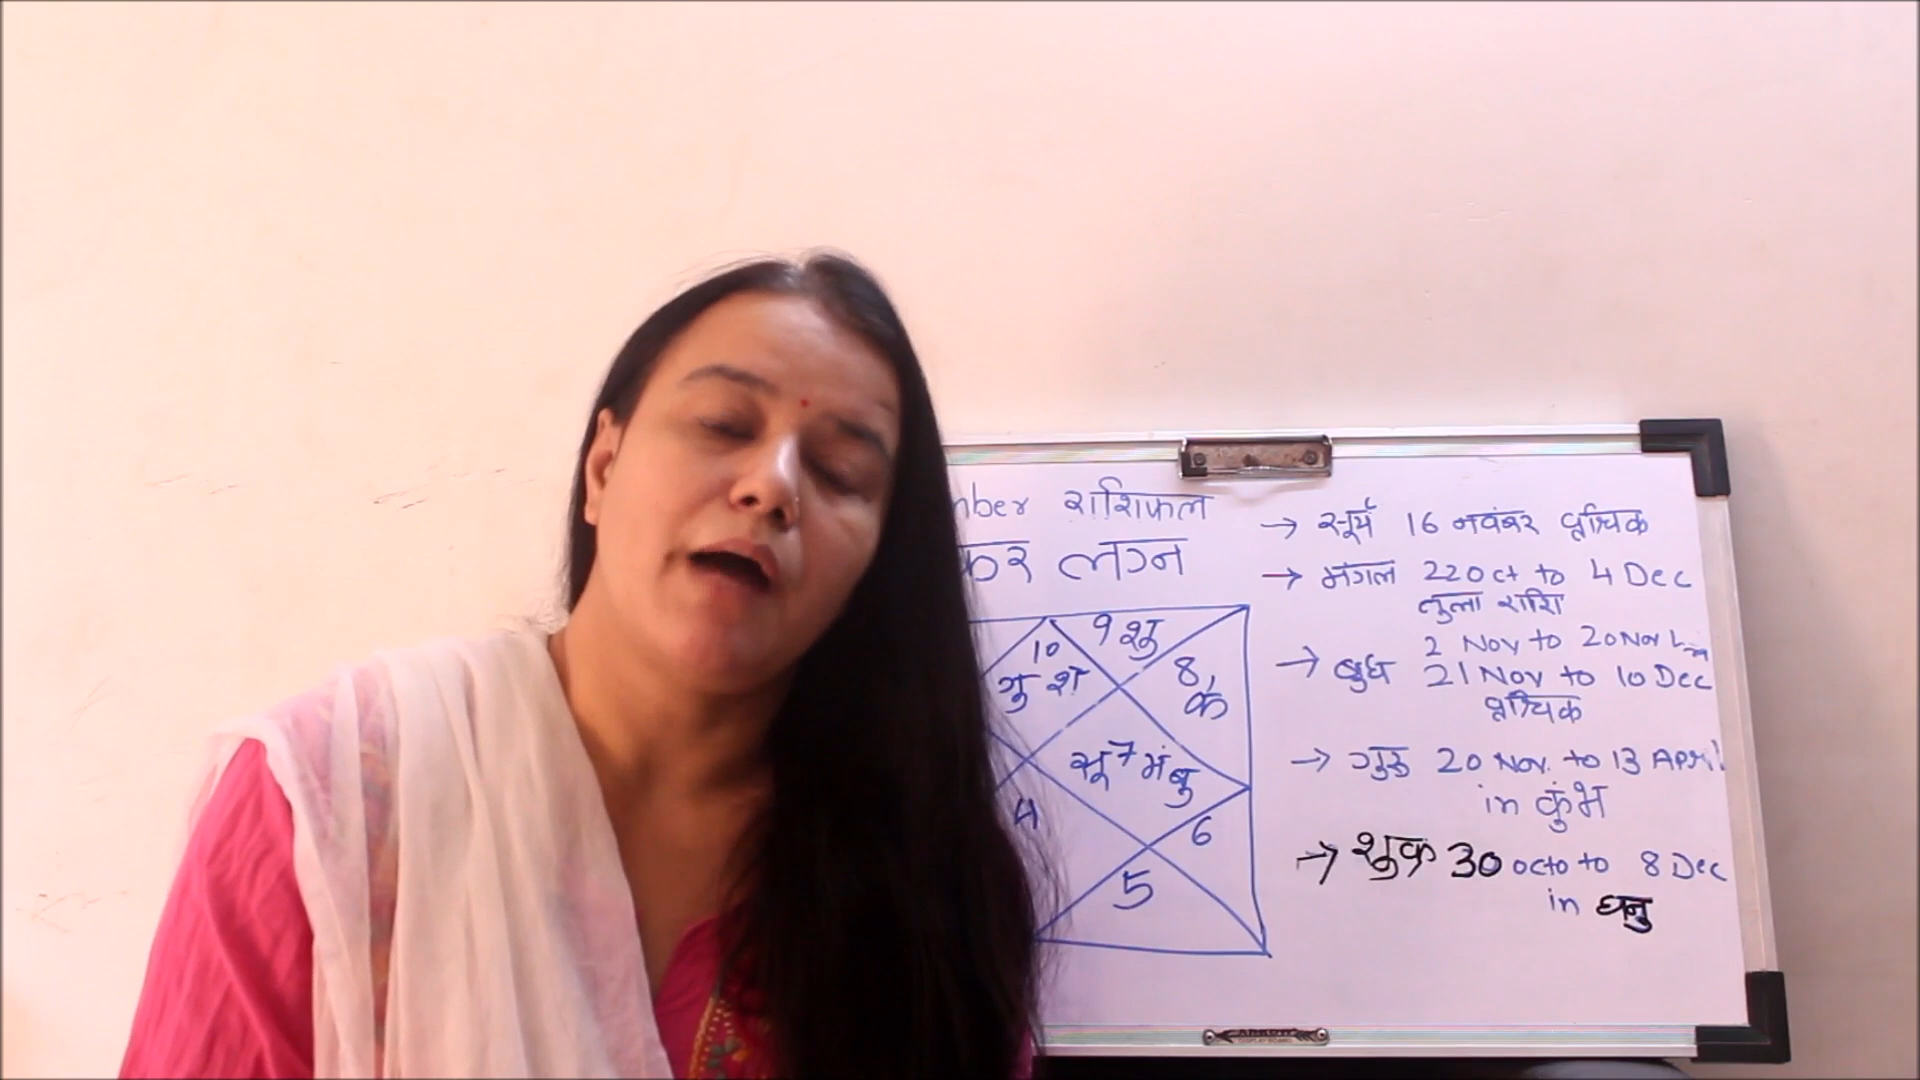 mber राशिफल
कर लग्न
9 शु
10
गु श
8,
के
सू 7 मं
बु
4
6
5
→ सूर्य 16 नवंबर वृश्चिक
→ मंगल 22 Oct to 4 Dec
तुला राशि
2 Nov to 20 Nov
→ बुध 21 Nov to 10 Dec
वृश्चिक
→ गुरु 20 Nov. to 13 April
in कुंभ
→ शुक्र 30 octo to 8 Dec
in धनु